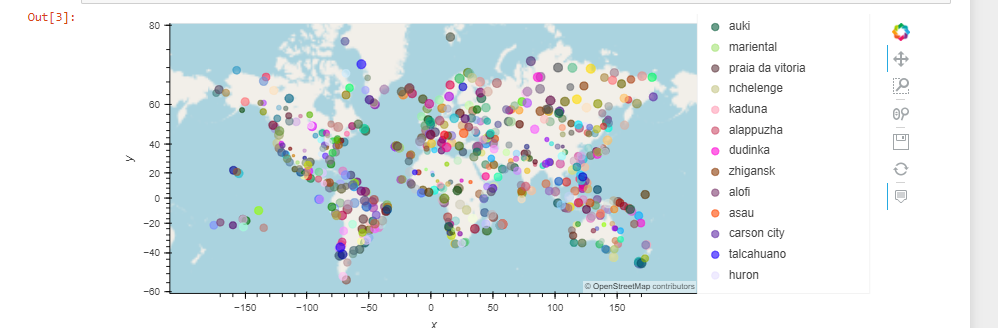 Out[3]:
80
60
40
20
0
−20
−40
−60
y
−150
−100
−50
0
50
100
150
x
© OpenStreetMap contributors
auki
mariental
praia da vitoria
nchelenge
kaduna
alappuzha
dudinka
zhigansk
alofi
asau
carson city
talcahuano
huron